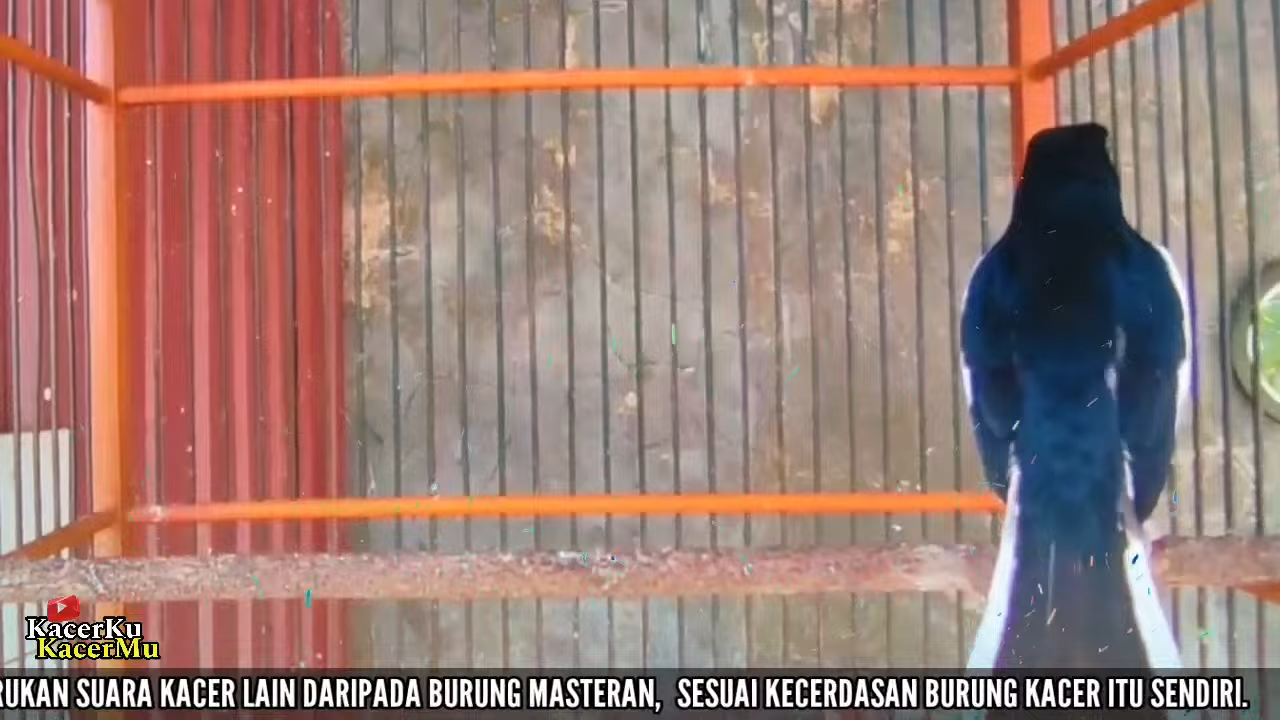 KacerKu
KacerMu
RUKAN SUARA KACER LAIN DARIPADA BURUNG MASTERAN, SESUAI KECERDASAN BURUNG KACER ITU SENDIRI.